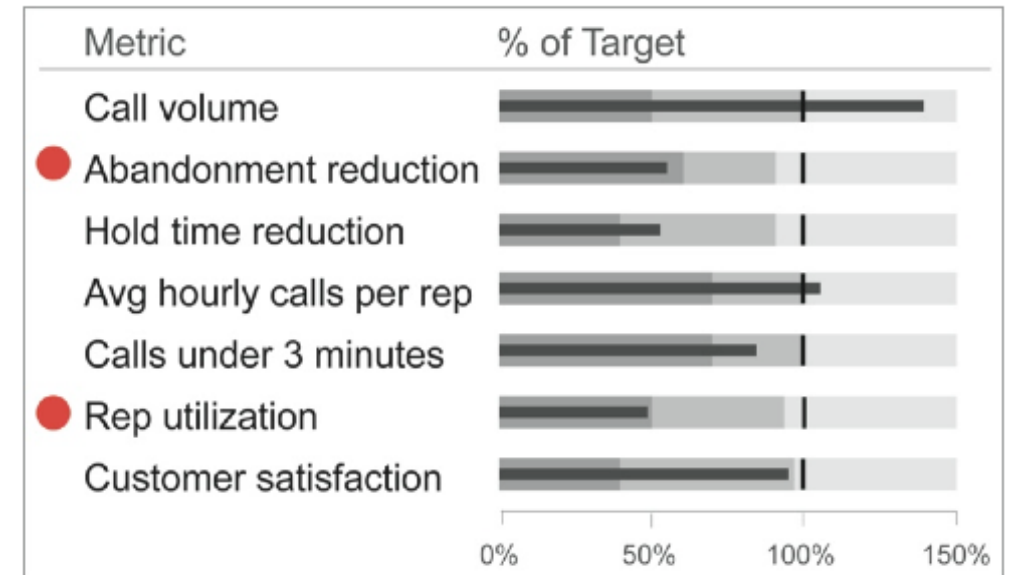 Metric % of Target
Call volume
Abandonment reduction
Hold time reduction
Avg hourly calls per rep
Calls under 3 minutes
Rep utilization
Customer satisfaction
0% 50% 100% 150%